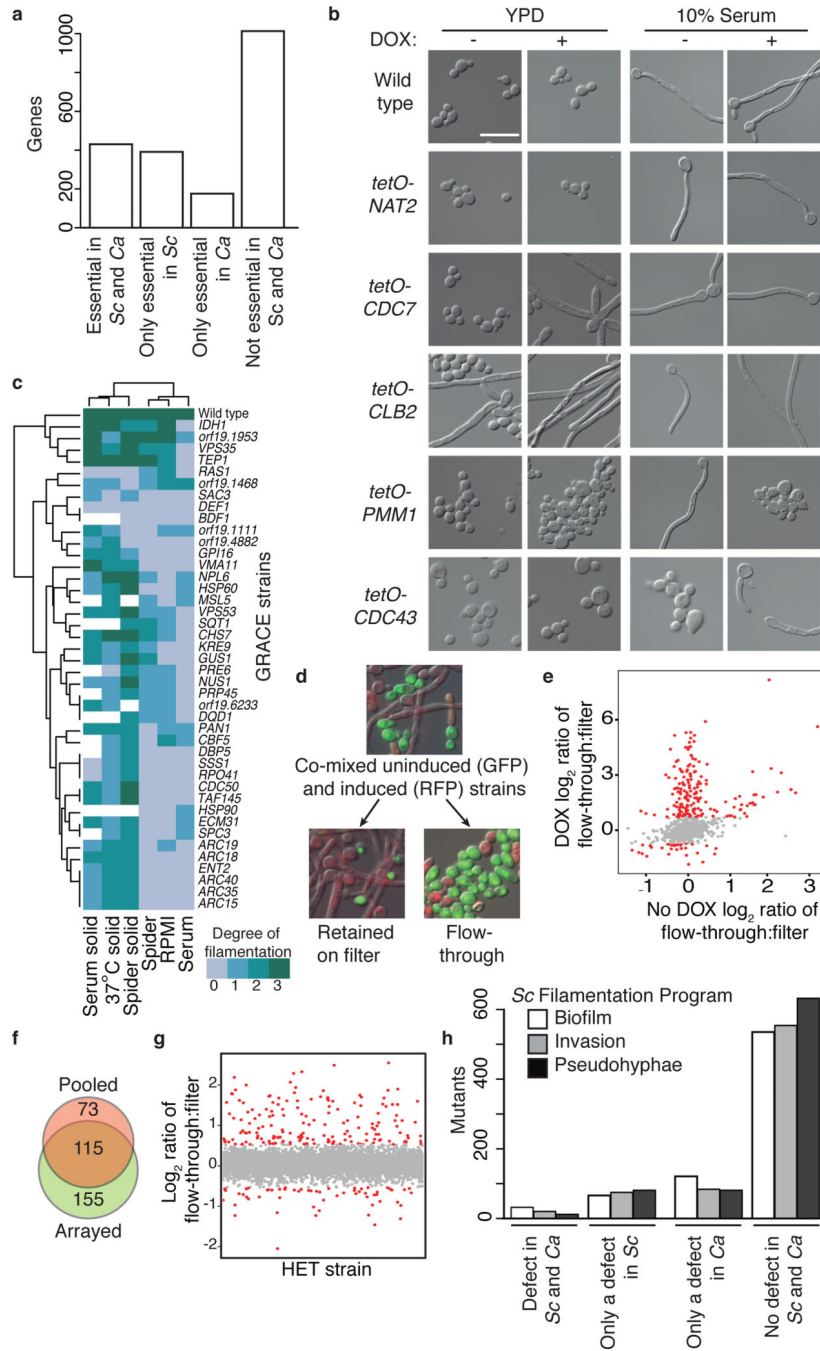 a
Genes
1000
600
200
0
Essential in
Sc and Ca
Only essential
in Sc
Only essential
in Ca
Not essential in
Sc and Ca
b
YPD
10% Serum
DOX:
-
+
-
+
Wild
type
tetO-
NAT2
tetO-
CDC7
tetO-
CLB2
tetO-
PMM1
tetO-
CDC43
c
Wild type
IDH1
orf19.1953
VPS35
TEP1
RAS1
orf19.1468
SAC3
DEF1
BDF1
orf19.1111
orf19.4882
GPI16
VMA11
NPL6
HSP60
MSL5
VPS53
SQT1
CHS7
KRE9
GUS1
PRE6
NUS1
PRP45
orf19.6233
DQD1
PAN1
CBF5
DBP5
SSS1
RPO41
CDC50
TAF145
HSP90
ECM31
SPC3
ARC19
ARC18
ENT2
ARC40
ARC35
ARC15
GRACE strains
Serum solid
37°C solid
Spider solid
Spider
RPMI
Serum
Degree of
filamentation
0 1 2 3
d
Co-mixed uninduced (GFP)
and induced (RFP) strains
Retained
on filter
Flow-
through
e
DOX log2 ratio of
flow-through:filter
6
3
0
-1 0 1 2 3
No DOX log2 ratio of
flow-through:filter
f
Pooled
73
115
155
Arrayed
g
Log2 ratio of
flow-through:filter
2
1
0
-1
-2
HET strain
h
Sc Filamentation Program
Biofilm
Invasion
Pseudohyphae
Mutants
600
400
200
0
Defect in
Sc and Ca
Only a defect
in Sc
Only a defect
in Ca
No defect in
Sc and Ca